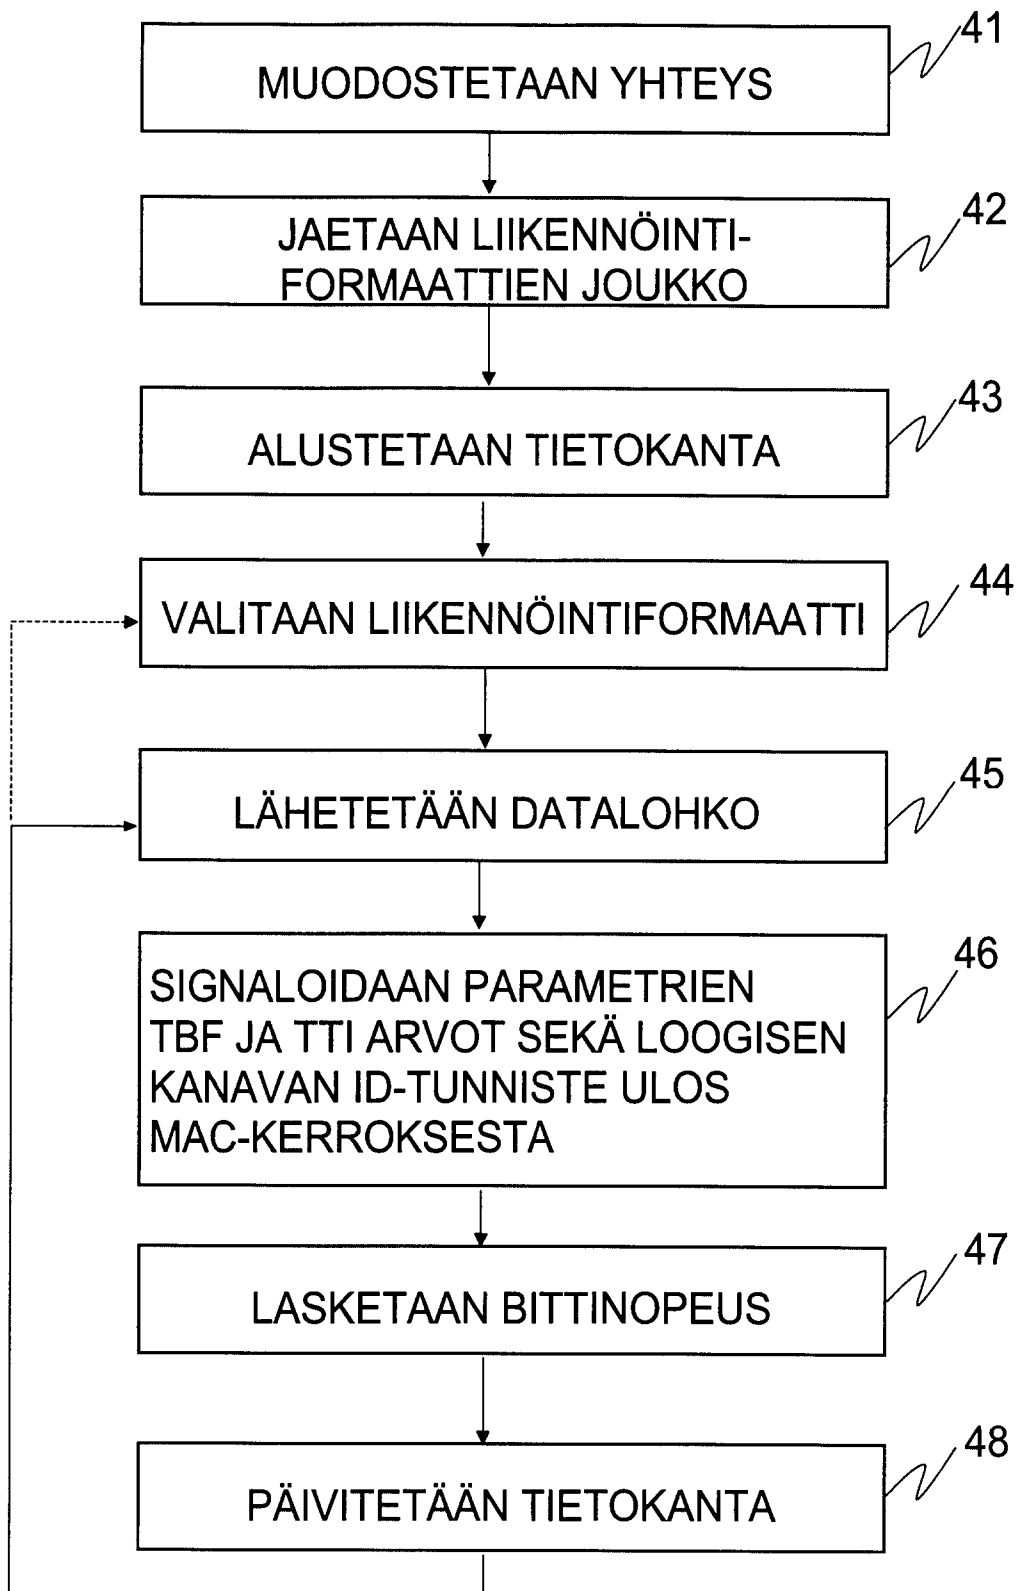 41
MUODOSTETAAN YHTEYS
42
JAETAAN LIIKENNÖINTI-
FORMAATTIEN JOUKKO
43
ALUSTETAAN TIETOKANTA
44
VALITAAN LIIKENNÖINTIFORMAATTI
45
LÄHETETÄÄN DATALOHKO
46
SIGNALOIDAAN PARAMETRIEN
TBF JA TTI ARVOT SEKÄ LOOGISEN
KANAVAN ID-TUNNISTE ULOS
MAC-KERROKSESTA
47
LASKETAAN BITTINOPEUS
48
PÄIVITETÄÄN TIETOKANTA